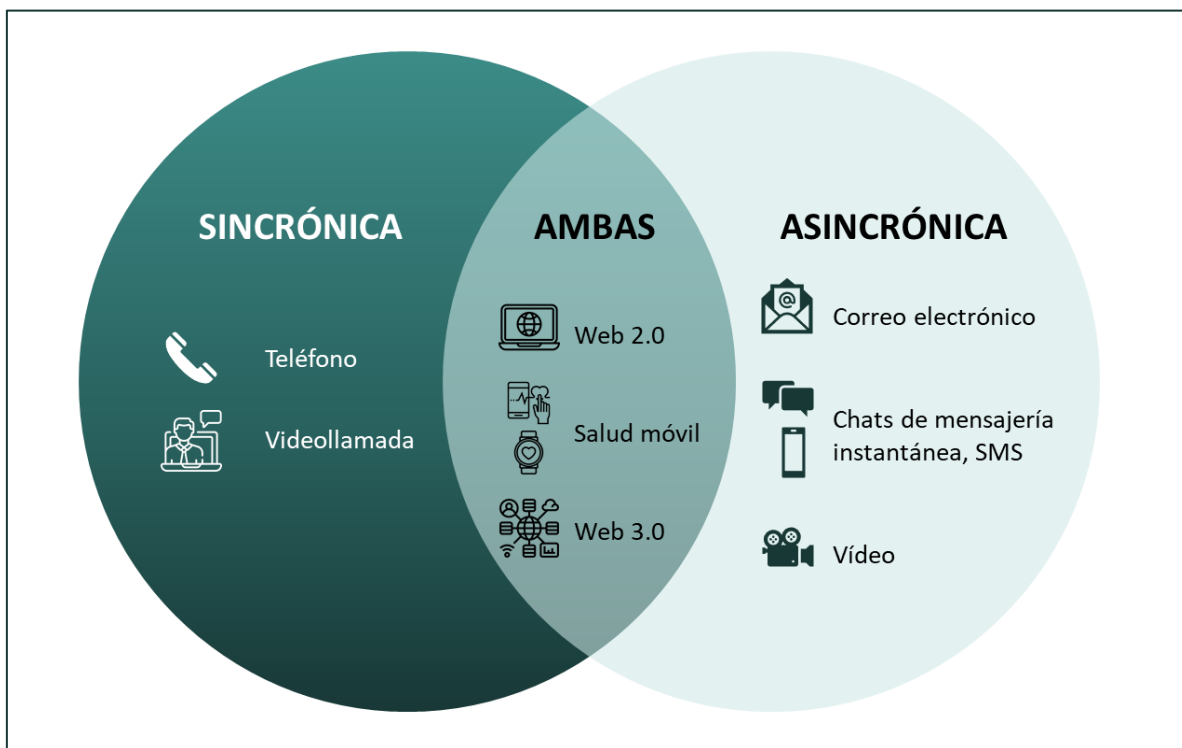 SINCRÓNICA
Teléfono
Videollamada
AMBAS
Web 2.0
Salud móvil
Web 3.0
ASINCRÓNICA
@
Correo electrónico
Chats de mensajería
instantánea, SMS
Vídeo